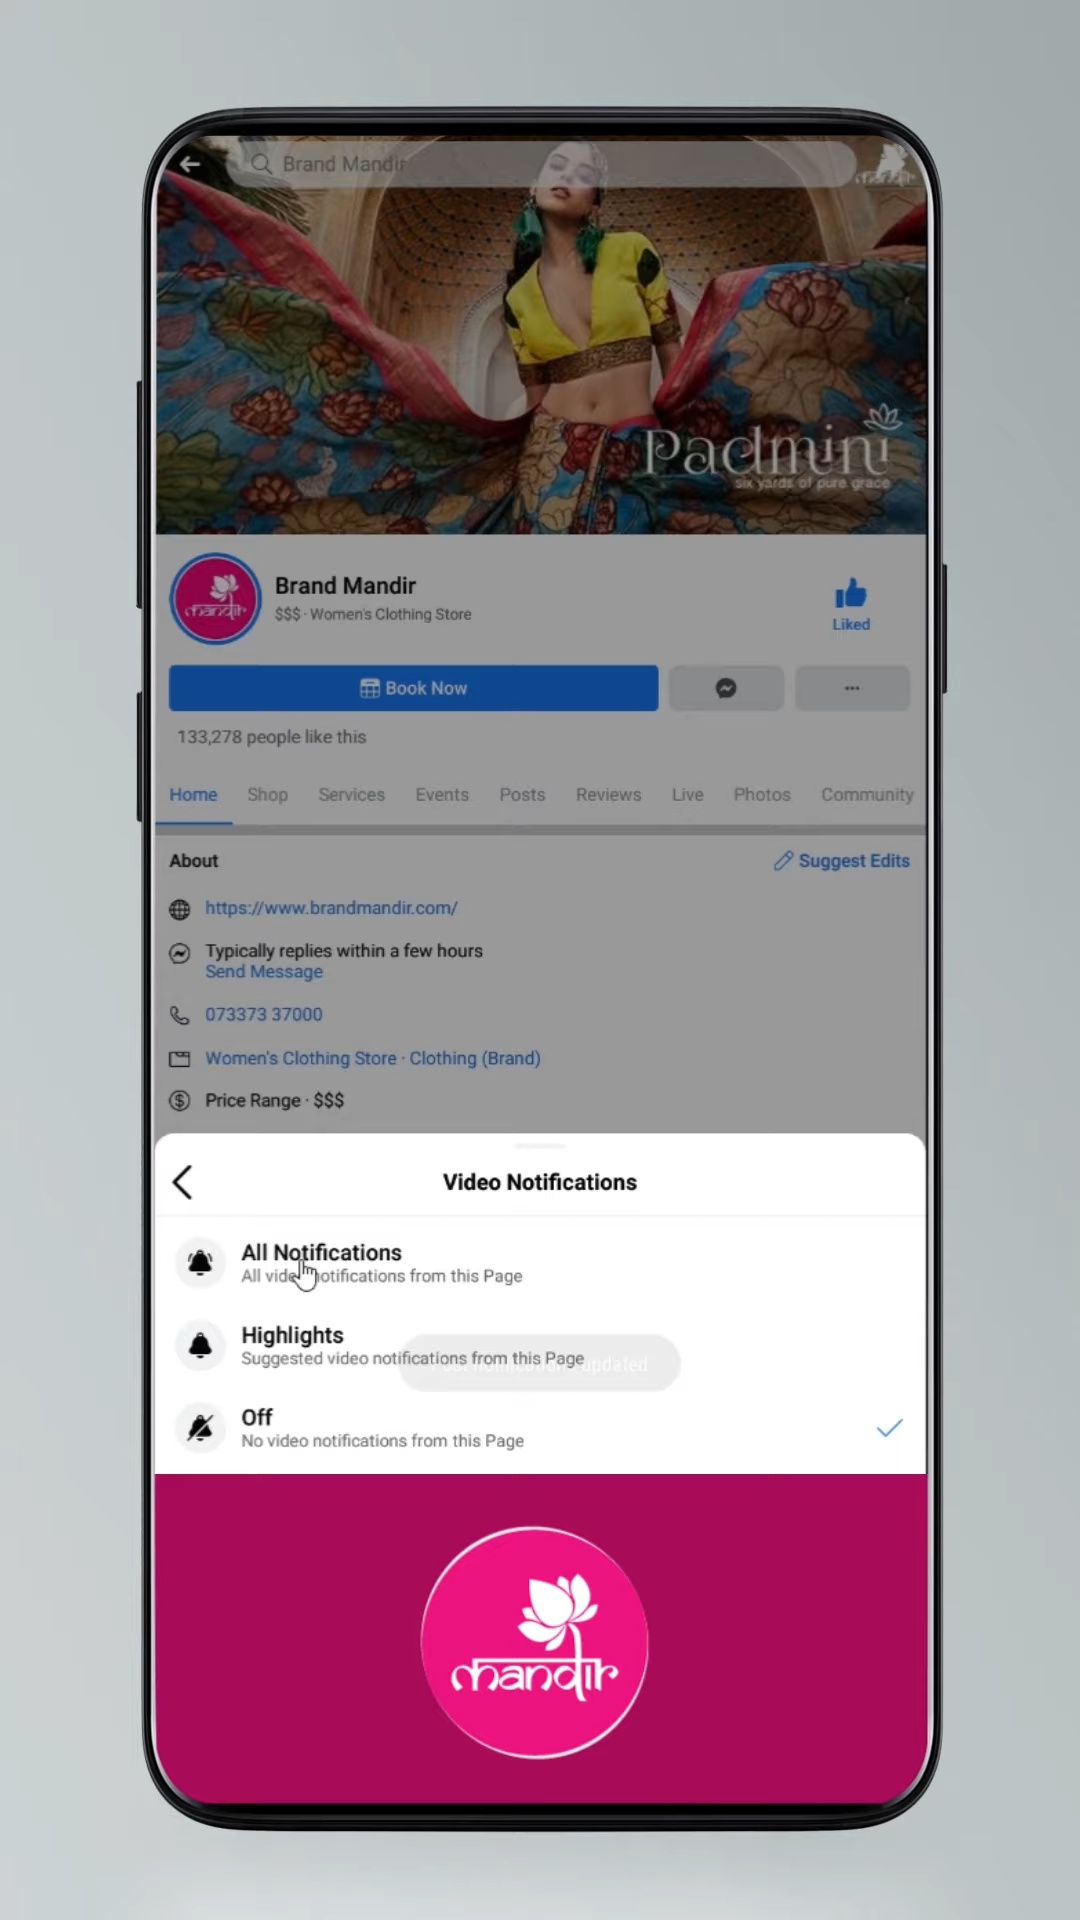 Brand Mandir
mandir
Padmini
six yards of pure grace
mandir
Brand Mandir
$$$ · Women's Clothing Store
Liked
Book Now
133,278 people like this
Home Shop Services Events Posts Reviews Live Photos Community
About
Suggest Edits
https://www.brandmandir.com/
Typically replies within a few hours
Send Message
073373 37000
Women's Clothing Store · Clothing (Brand)
Price Range · $$$
Video Notifications
All Notifications
All video notifications from this Page
Highlights
Suggested video notifications from this Page
updated
Off
No video notifications from this Page
mandir